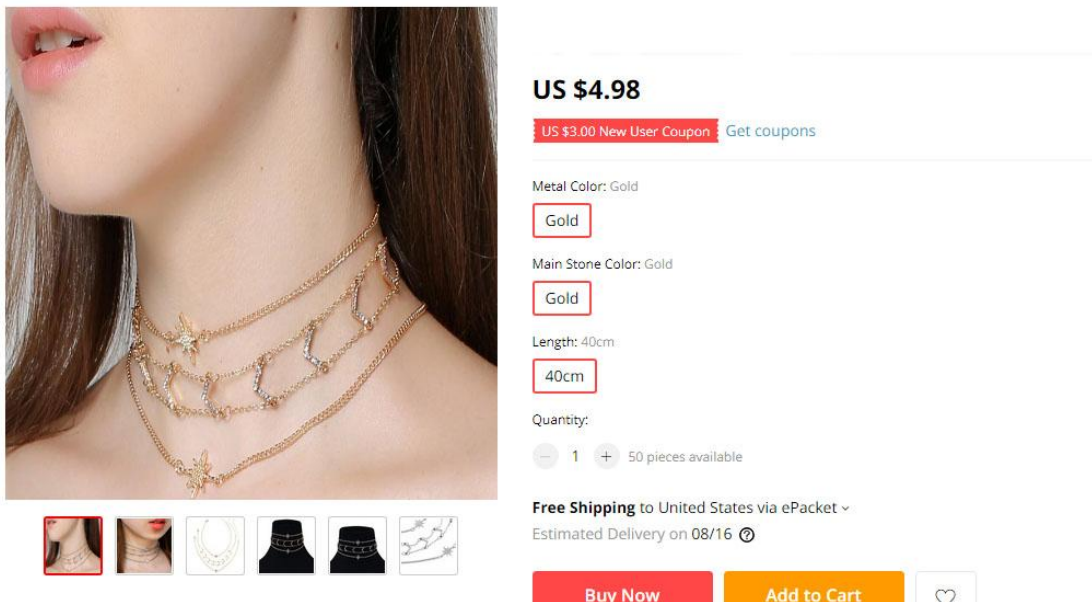 US $4.98
US $3.00 New User Coupon Get coupons
Metal Color: Gold
Gold
Main Stone Color: Gold
Gold
Length: 40cm
40cm
Quantity:
− 1 + 50 pieces available
Free Shipping to United States via ePacket
Estimated Delivery on 08/16 ?
Buy Now Add to Cart